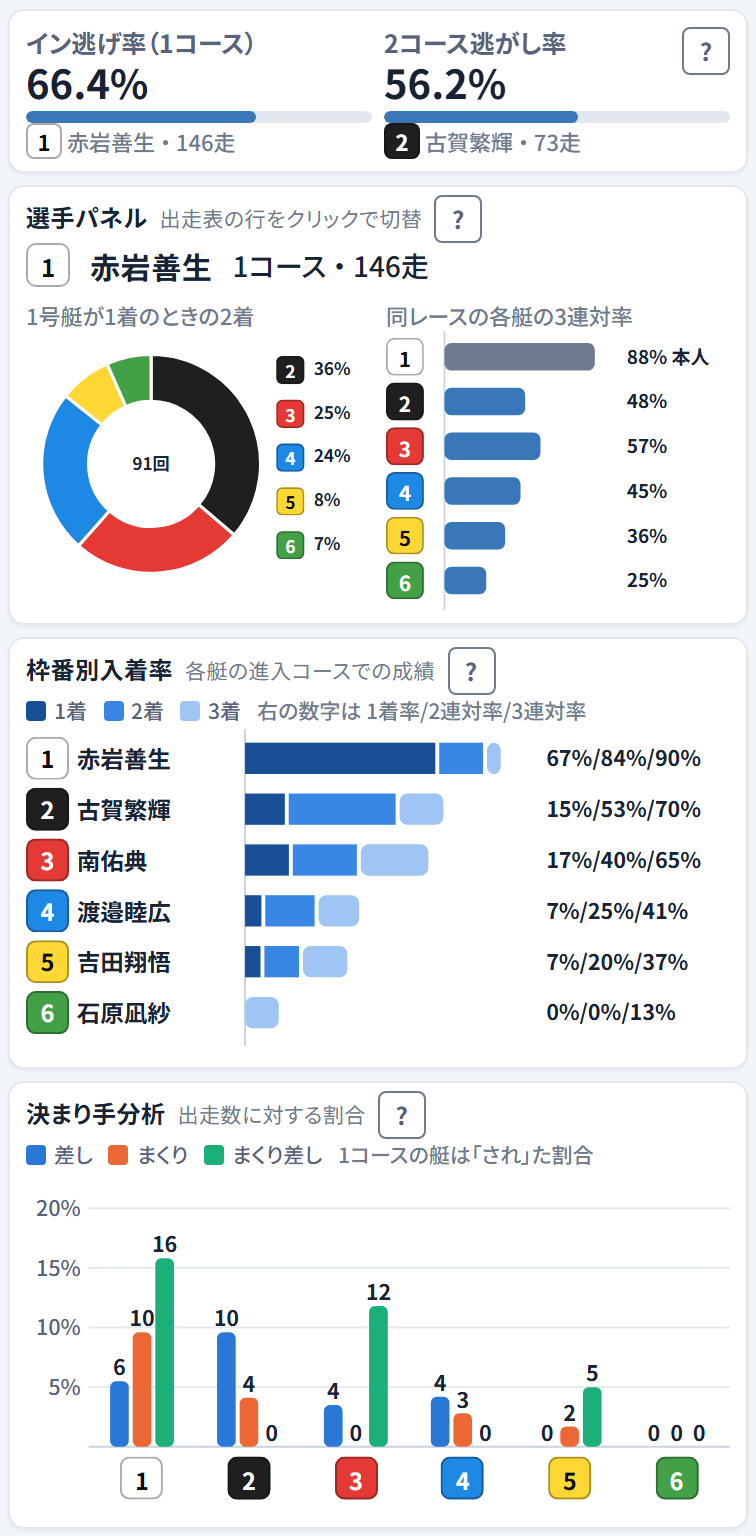 イン逃げ率（1コース） 2コース逃がし率 ?
66.4% 56.2%
1 赤岩善生・146走 2 古賀繁輝・73走
選手パネル 出走表の行をクリックで切替 ?
1 赤岩善生 1コース・146走
1号艇が1着のときの2着 同レースの各艇の3連対率
91回
2 36%
3 25%
4 24%
5 8%
6 7%
1 88% 本人
2 48%
3 57%
4 45%
5 36%
6 25%
枠番別入着率 各艇の進入コースでの成績 ?
1着 2着 3着 右の数字は 1着率/2連対率/3連対率
1 赤岩善生 67%/84%/90%
2 古賀繁輝 15%/53%/70%
3 南佑典 17%/40%/65%
4 渡邉睦広 7%/25%/41%
5 吉田翔悟 7%/20%/37%
6 石原凪紗 0%/0%/13%
決まり手分析 出走数に対する割合 ?
差し まくり まくり差し 1コースの艇は「され」た割合
20%
15%
10%
5%
6 10 16 10 4 0 4 0 12 4 3 0 0 2 5 0 0 0
1 2 3 4 5 6